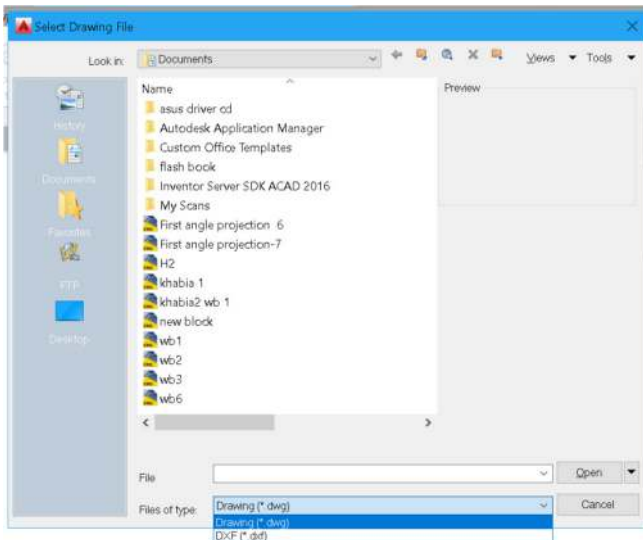 Select Drawing File
Look in: Documents Views Tools
Name
Preview
asus driver cd
Autodesk Application Manager
Custom Office Templates
flash book
Inventor Server SDK ACAD 2016
My Scans
First angle projection 6
First angle projection-7
H2
khabia 1
khabia2 wb 1
new block
wb1
wb2
wb3
wb6
History
Documents
Favorites
FTP
Desktop
File
Open
Files of type: Drawing (*.dwg)
Cancel
Drawing (*.dwg)
DXF (*.dxf)